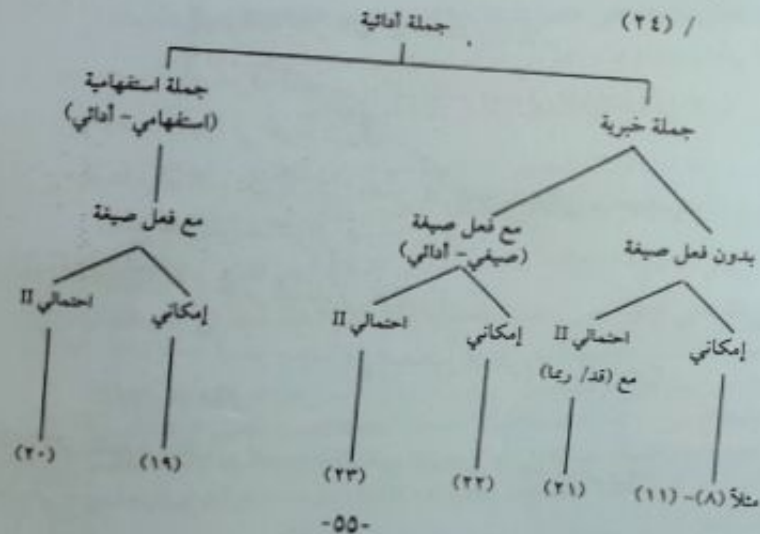 / (٢٤)
جملة أدائية
جملة خبرية
جملة استفهامية
(استفهامي- أدائي)
بدون فعل صيغة
مع فعل صيغة
(صيغي- أدائي)
مع فعل صيغة
إمكاني
احتمالي II
مع (قد/ ربما)
إمكاني
احتمالي II
إمكاني
احتمالي II
مثلاً (٨)- (١١)
(٢١)
(٢٢)
(٢٣)
(١٩)
(٢٠)
-٥٥-